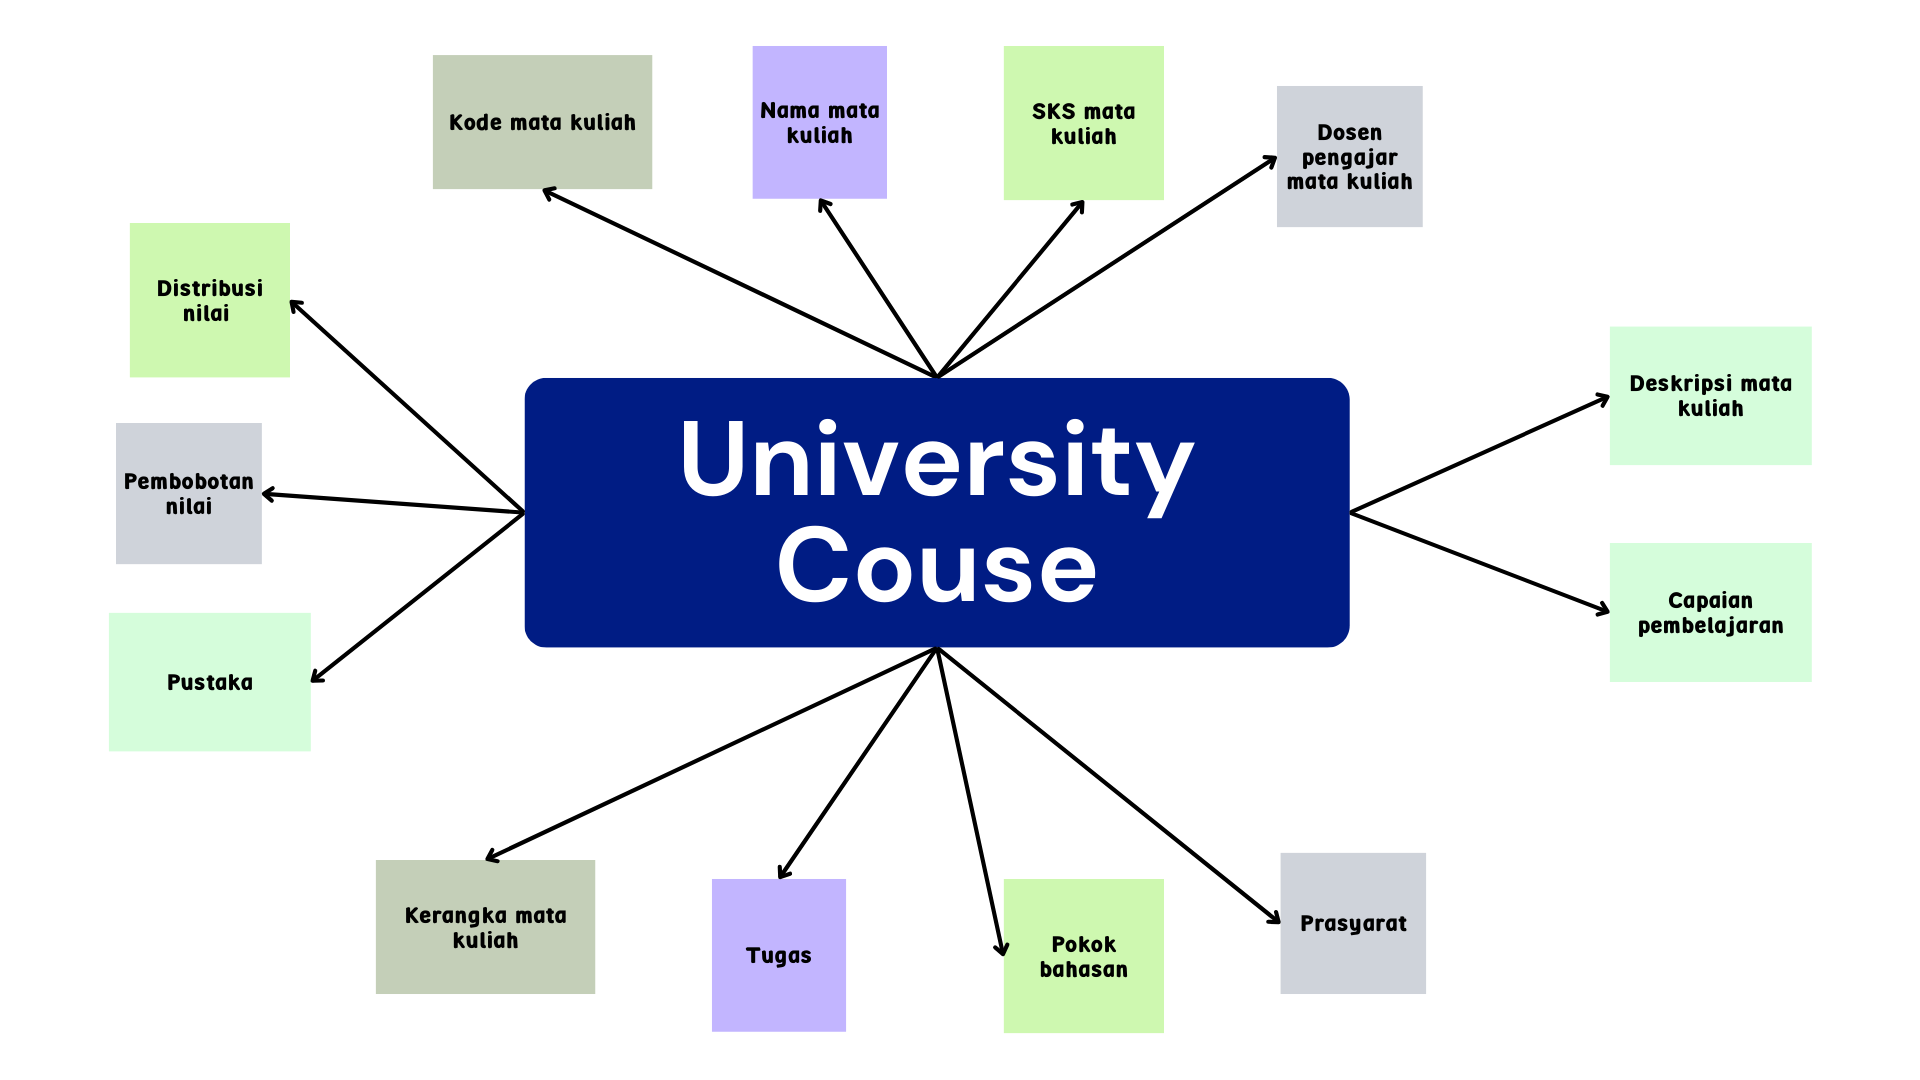 Kode mata kuliah
Nama mata
kuliah
SKS mata
kuliah
Dosen
pengajar
mata kuliah
Distribusi
nilai
Deskripsi mata
kuliah
Pembobotan
nilai
University
Couse
Capaian
pembelajaran
Pustaka
Kerangka mata
kuliah
Tugas
Pokok
bahasan
Prasyarat